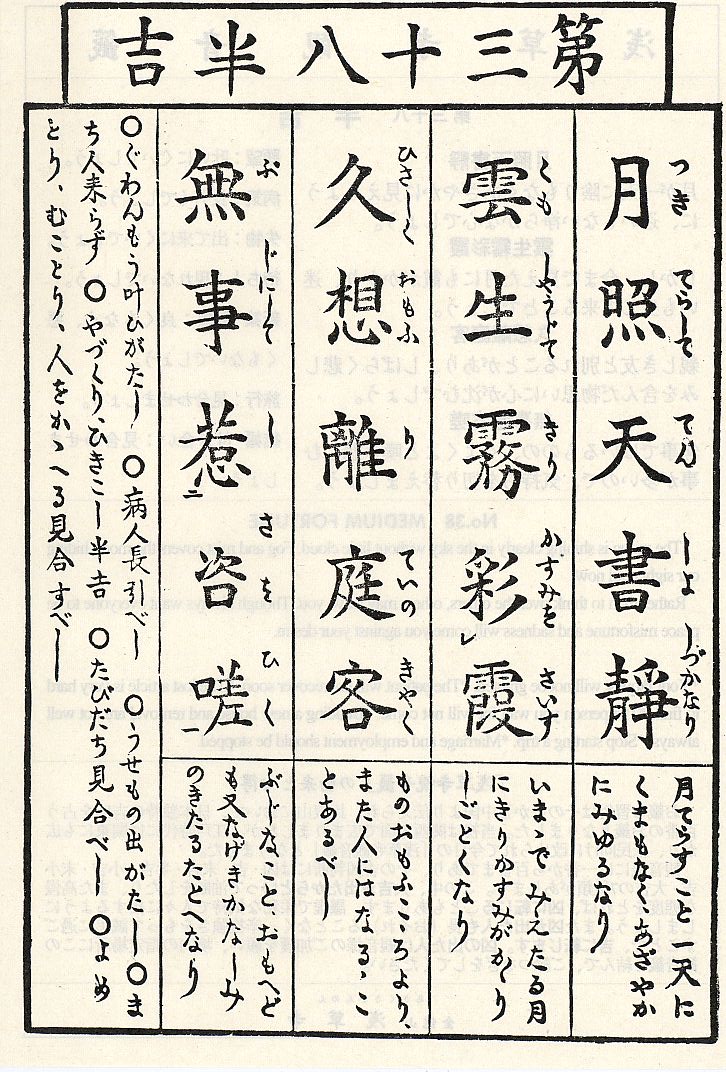 第三十八半吉
つき てらして てん しよ しづかなり
月照天書静
月てらすこと一天に
くまもなくあざやか
にみゆるなり
くも しやうじて きり かすみを さいす
雲生霧彩レ霞
いままでみえたる月
にきりかすみがかゝり
しごとくなり
ひさしく おもふ り ていの きやく
久想離庭客
ものおもふこころより、
また人にはなるゝこ
とあるべし
ぶじにして しさを ひく
無事惹二咨嗟一
ぶじなることゝおもへど
も又なげきかなしみ
のきたるたとへなり
○ぐわんもう叶ひがたし ○病人長引べし ○うせもの出がたし ○ま
ち人来らず ○やづくり、ひきこし半吉 ○たびだち見合べし ○よめ
とり、むことり、人をかゝへる見合すべし